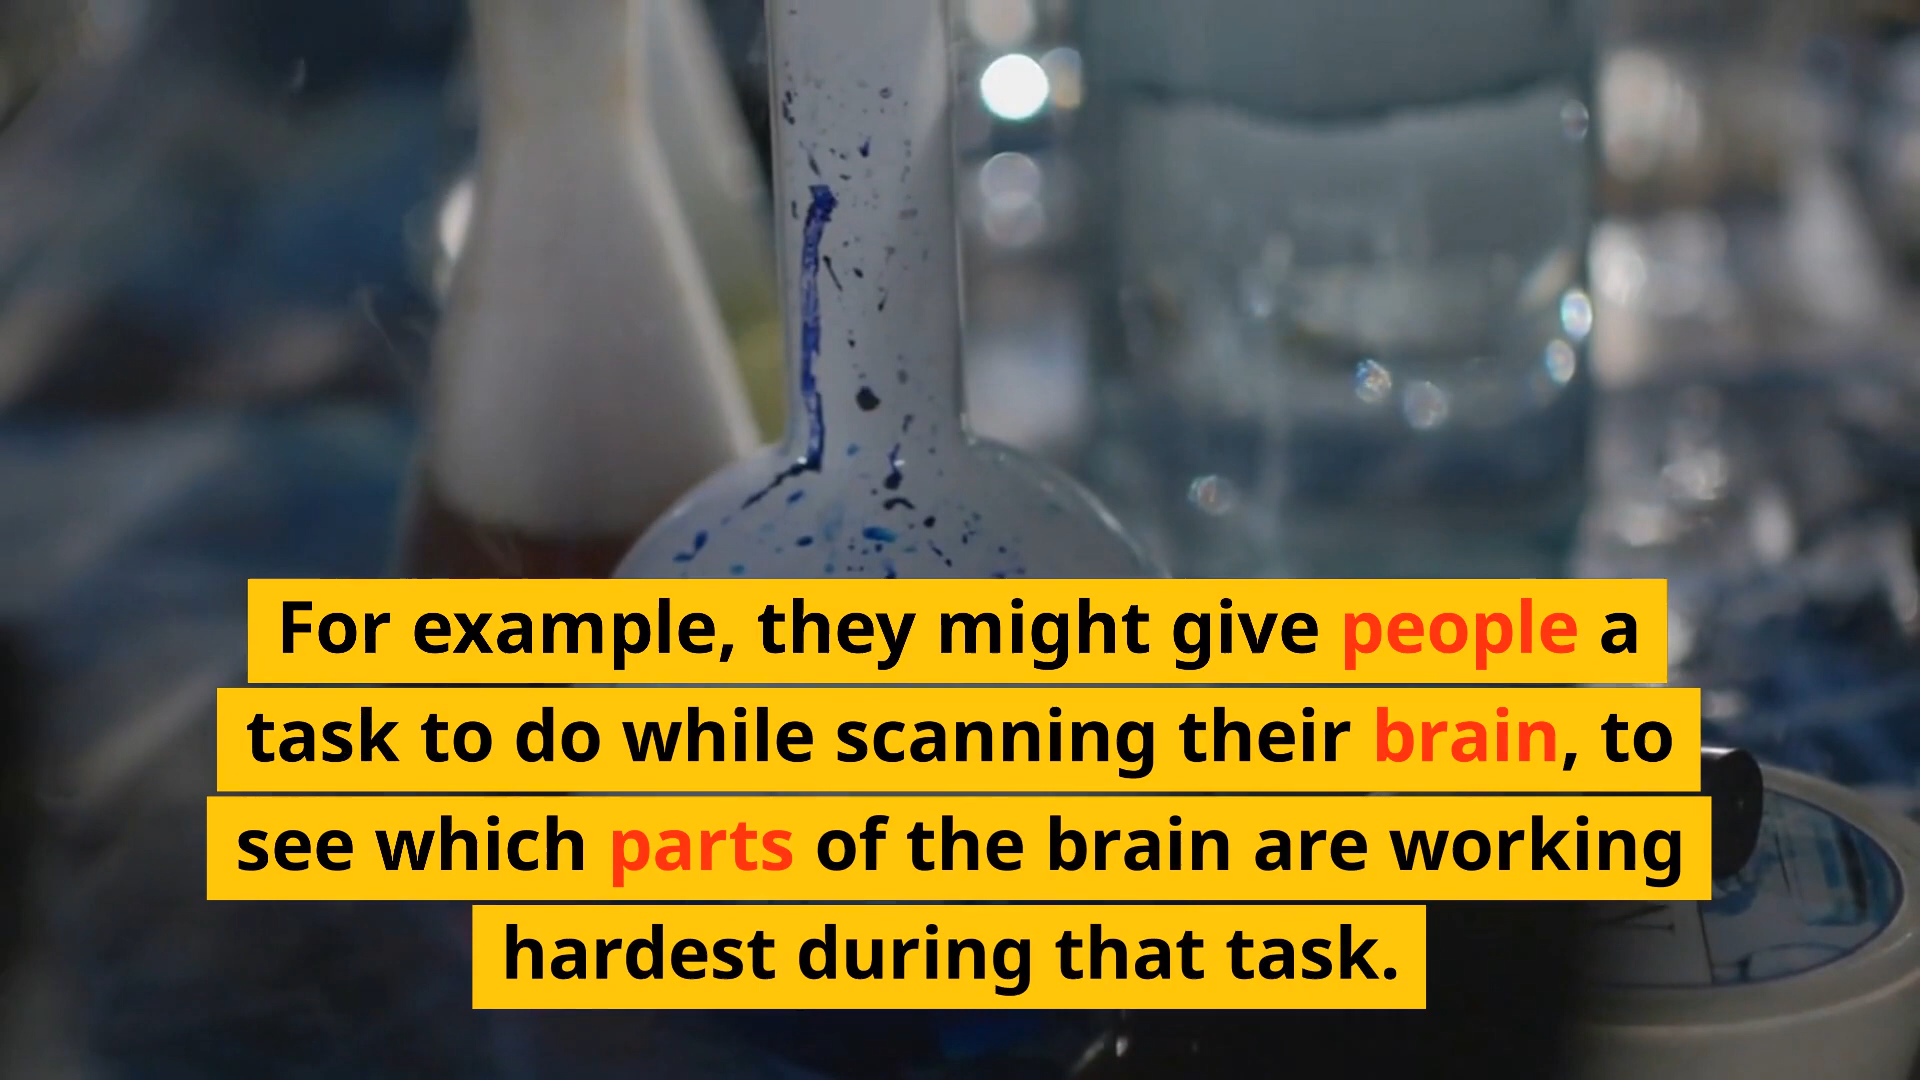 For example, they might give people a
task to do while scanning their brain, to
see which parts of the brain are working
hardest during that task.